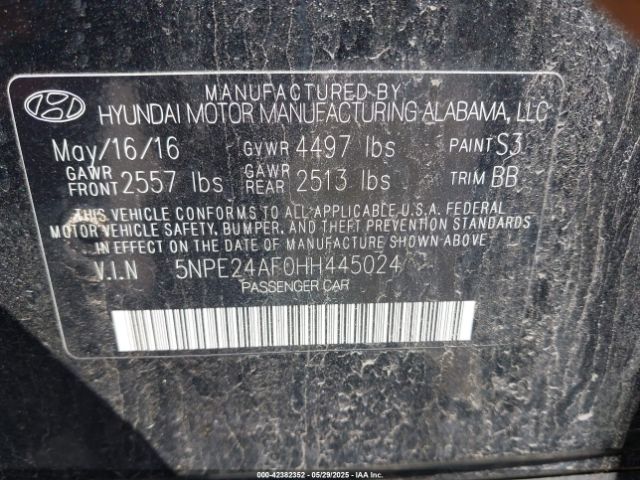 MANUFACTURED BY
HYUNDAI MOTOR MANUFACTURING ALABAMA, LLC
May/16/16 GVWR 4497 lbs PAINT S3
GAWR FRONT 2557 lbs GAWR REAR 2513 lbs TRIM BB
THIS VEHICLE CONFORMS TO ALL APPLICABLE U.S.A. FEDERAL
MOTOR VEHICLE SAFETY, BUMPER, AND THEFT PREVENTION STANDARDS
IN EFFECT ON THE DATE OF MANUFACTURE SHOWN ABOVE.
V.I.N 5NPE24AF0HH445024
PASSENGER CAR
000-42382352 - 05/29/2025 - IAA Inc.